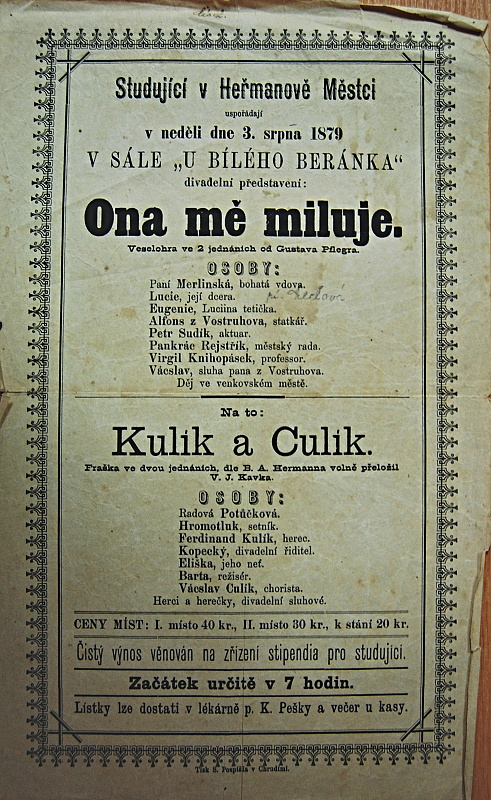 Studující v Heřmanově Městci
uspořádají
v neděli dne 3. srpna 1879
V SÁLE „U BÍLÉHO BERÁNKA“
divadelní představení:
Ona mě miluje.
Veselohra ve 2 jednáních od Gustava Pflegra.
OSOBY:
Paní Merlinská, bohatá vdova.
Lucie, její dcera.
Eugenie, Luciina tetička.
Alfons z Vostruhova, statkář.
Petr Sudík, aktuar.
Pankrác Rejstřík, městský rada.
Virgil Knihopásek, professor.
Vácslav, sluha pana z Vostruhova.
Děj ve venkovském městě.
Na to:
Kulík a Culík.
Fraška ve dvou jednáních, dle B. A. Hermanna volně přeložil
V. J. Kavka.
OSOBY:
Radová Potůčková.
Hromotluk, setník.
Ferdinand Kulík, herec.
Kopecký, divadelní řiditel.
Eliška, jeho neť.
Barta, režisér.
Vácslav Culík, chorista.
Herci a herečky, divadelní sluhové.
CENY MÍST: I. místo 40 kr., II. místo 30 kr., k stání 20 kr.
Čistý výnos věnován na zřízení stipendia pro studující.
Začátek určitě v 7 hodin.
Lístky lze dostati v lékárně p. K. Pešky a večer u kasy.
Tisk S. Pospíšila v Chrudimi.